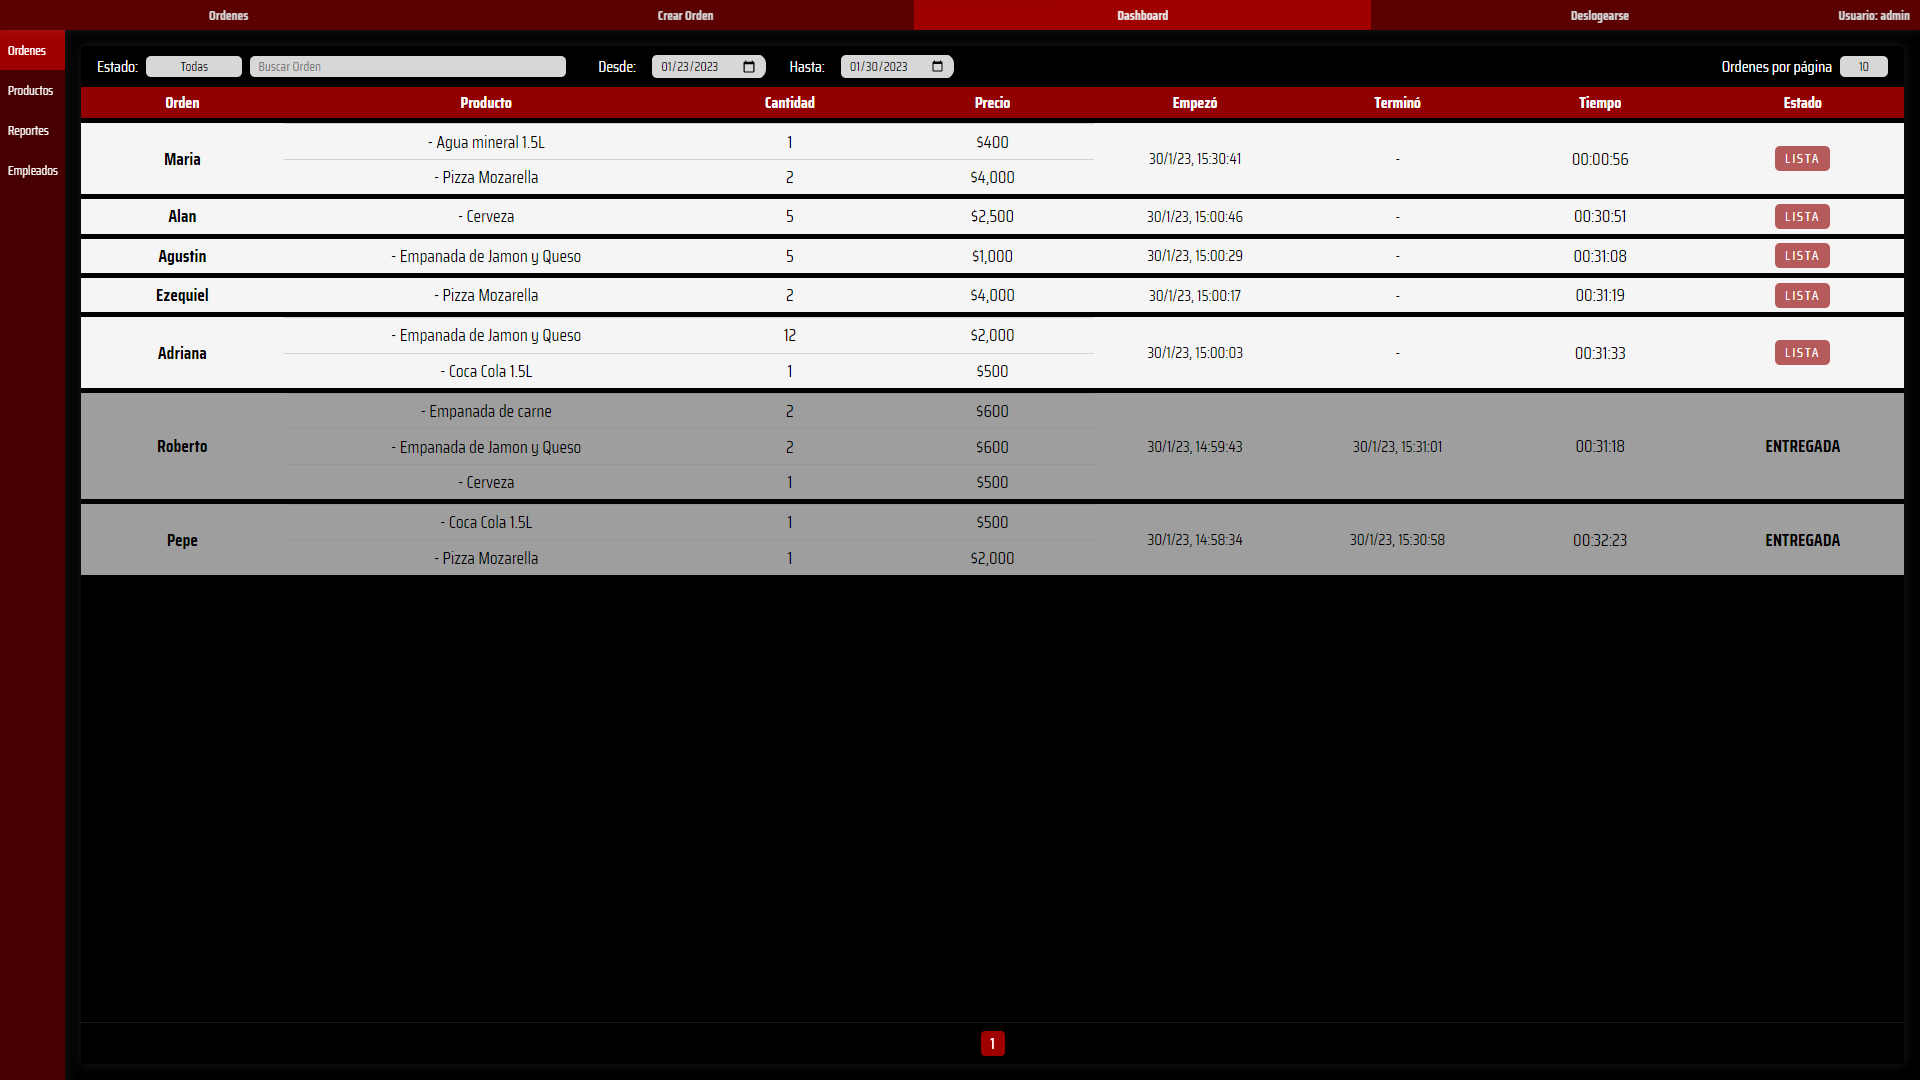 Ordenes Crear Orden Dashboard Deslogearse Usuario: admin
Ordenes
Productos
Reportes
Empleados
Estado: Todas Buscar Orden Desde: 01/23/2023 Hasta: 01/30/2023 Ordenes por página 10
Orden Producto Cantidad Precio Empezó Terminó Tiempo Estado
Maria - Agua mineral 1.5L 1 $400 30/1/23, 15:30:41 - 00:00:56 LISTA
- Pizza Mozarella 2 $4,000
Alan - Cerveza 5 $2,500 30/1/23, 15:00:46 - 00:30:51 LISTA
Agustin - Empanada de Jamon y Queso 5 $1,000 30/1/23, 15:00:29 - 00:31:08 LISTA
Ezequiel - Pizza Mozarella 2 $4,000 30/1/23, 15:00:17 - 00:31:19 LISTA
Adriana - Empanada de Jamon y Queso 12 $2,000 30/1/23, 15:00:03 - 00:31:33 LISTA
- Coca Cola 1.5L 1 $500
Roberto - Empanada de carne 2 $600 30/1/23, 14:59:43 30/1/23, 15:31:01 00:31:18 ENTREGADA
- Empanada de Jamon y Queso 2 $600
- Cerveza 1 $500
Pepe - Coca Cola 1.5L 1 $500 30/1/23, 14:58:34 30/1/23, 15:30:58 00:32:23 ENTREGADA
- Pizza Mozarella 1 $2,000
1